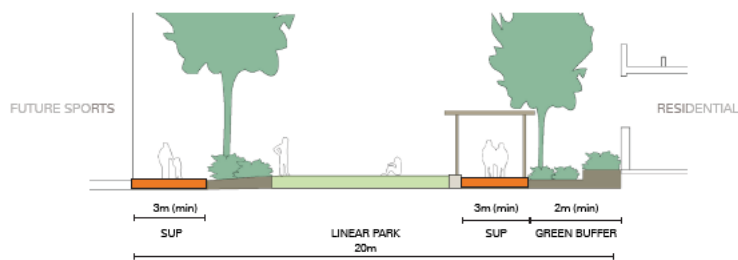 FUTURE SPORTS
RESIDENTIAL
3m (min)
3m (min)
2m (min)
SUP
LINEAR PARK
SUP
GREEN BUFFER
20m